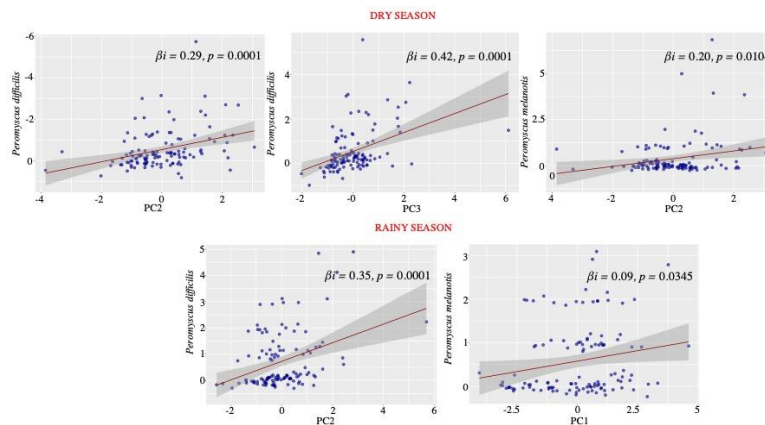 DRY SEASON
-6
-4
-2
0
Peromyscus difficilis
βi = 0.29, p = 0.0001
-4
-2
0
2
PC2
4
2
0
Peromyscus difficilis
βi = 0.42, p = 0.0001
-2
0
2
4
6
PC3
5
2.5
0
Peromyscus melanotis
βi = 0.20, p = 0.010
-4
-2
0
2
PC2
RAINY SEASON
5
4
3
2
1
0
Peromyscus difficilis
βi = 0.35, p = 0.0001
-2
0
2
4
6
PC2
3
2
1
0
Peromyscus melanotis
βi = 0.09, p = 0.0345
-2.5
0
2.5
5
PC1